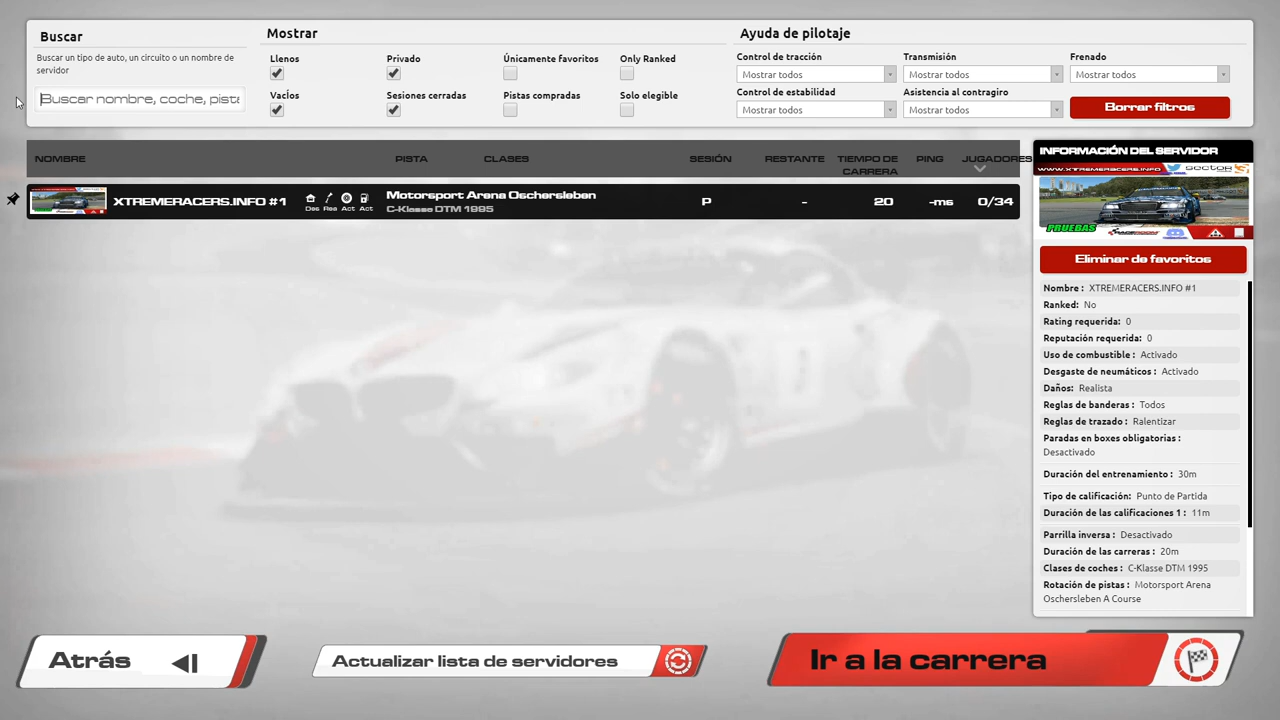 Buscar
Buscar un tipo de auto, un circuito o un nombre de
servidor
Buscar nombre, coche, pist
Mostrar
Llenos
Privado
Únicamente favoritos
Only Ranked
Vacíos
Sesiones cerradas
Pistas compradas
Solo elegible
Ayuda de pilotaje
Control de tracción
Transmisión
Frenado
Mostrar todos
Mostrar todos
Mostrar todos
Control de estabilidad
Asistencia al contragiro
Mostrar todos
Mostrar todos
Borrar filtros
NOMBRE
PISTA
CLASES
SESIÓN
RESTANTE
TIEMPO DE
CARRERA
PING
JUGADORES
XTREMERACERS.INFO #1
Des Rea Act Act
Motorsport Arena Oschersleben
C-Klasse DTM 1995
P
-
20
-ms
0/34
INFORMACIÓN DEL SERVIDOR
WWW.XTREMERACERS.INFO
sector
PRUEBAS
RACEROOM
Eliminar de favoritos
Nombre : XTREMERACERS.INFO #1
Ranked: No
Rating requerida: 0
Reputación requerida: 0
Uso de combustible : Activado
Desgaste de neumáticos : Activado
Daños: Realista
Reglas de banderas : Todos
Reglas de trazado : Ralentizar
Paradas en boxes obligatorias :
Desactivado
Duración del entrenamiento : 30m
Tipo de calificación: Punto de Partida
Duración de las calificaciones 1 : 11m
Parrilla inversa : Desactivado
Duración de las carreras : 20m
Clases de coches : C-Klasse DTM 1995
Rotación de pistas : Motorsport Arena
Oschersleben A Course
Atrás
Actualizar lista de servidores
Ir a la carrera